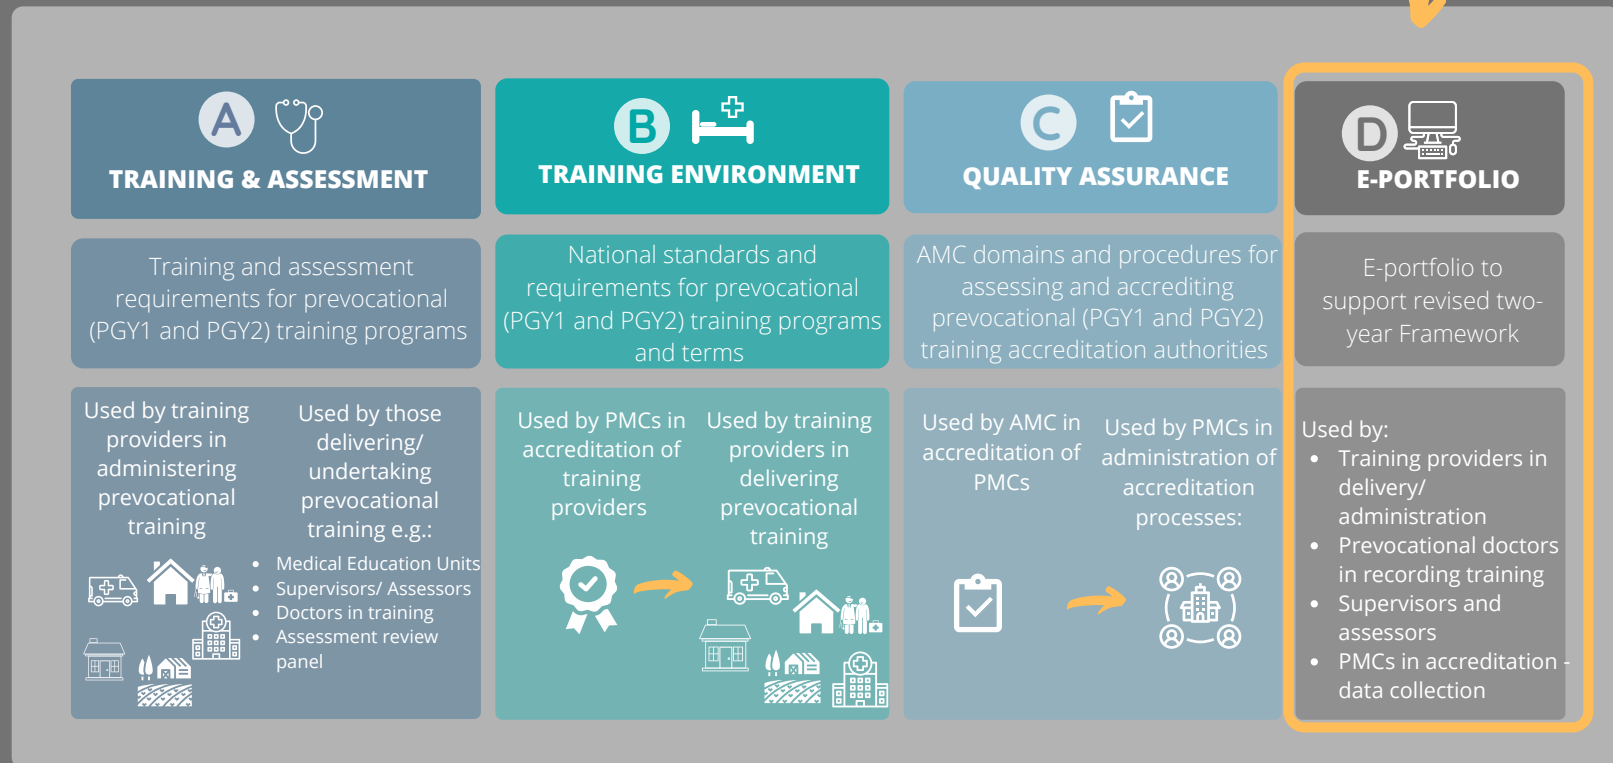 A
TRAINING & ASSESSMENT
Training and assessment
requirements for prevocational
(PGY1 and PGY2) training programs
Used by training
providers in
administering
prevocational
training
Used by those
delivering/
undertaking
prevocational
training e.g.:
• Medical Education Units
• Supervisors/ Assessors
• Doctors in training
• Assessment review
panel
B
TRAINING ENVIRONMENT
National standards and
requirements for prevocational
(PGY1 and PGY2) training programs
and terms
Used by PMCs in
accreditation of
training
providers
Used by training
providers in
delivering
prevocational
training
C
QUALITY ASSURANCE
AMC domains and procedures for
assessing and accrediting
prevocational (PGY1 and PGY2)
training accreditation authorities
Used by AMC in
accreditation of
PMCs
Used by PMCs in
administration of
accreditation
processes:
D
E-PORTFOLIO
E-portfolio to
support revised two-
year Framework
Used by:
• Training providers in
delivery/
administration
• Prevocational doctors
in recording training
• Supervisors and
assessors
• PMCs in accreditation -
data collection